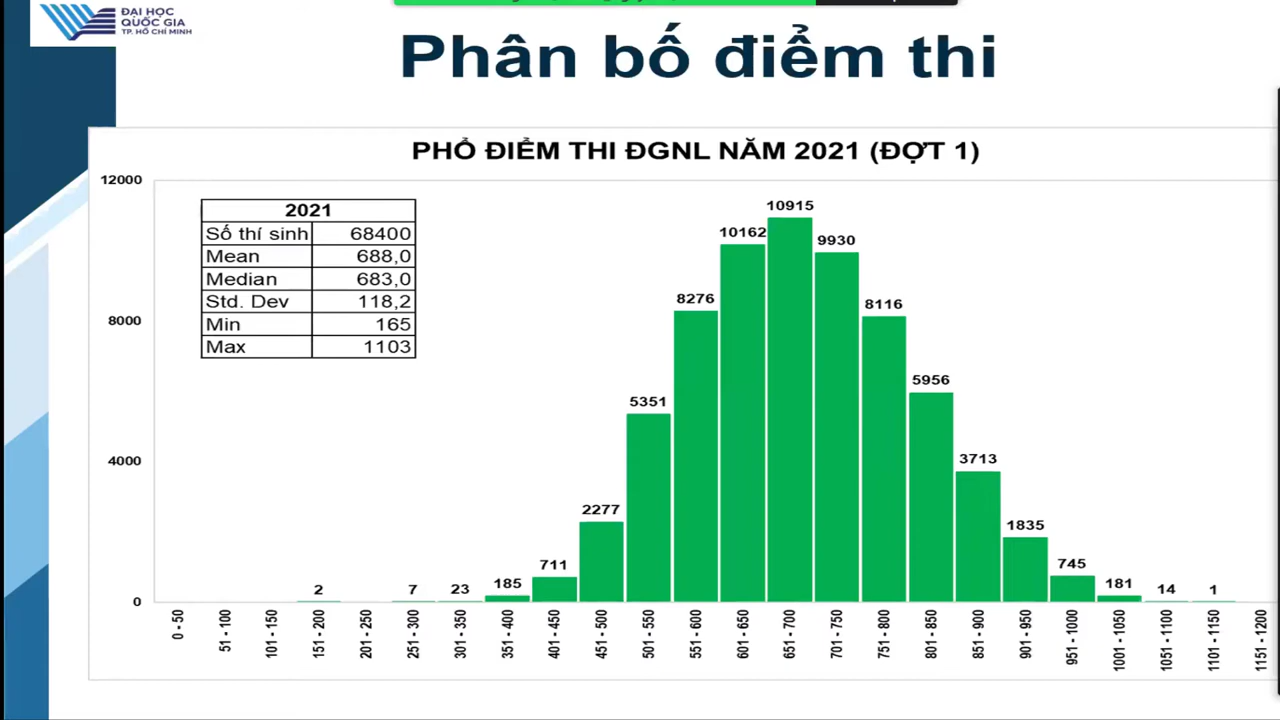 ĐẠI HỌC
QUỐC GIA
TP. HỒ CHÍ MINH
Phân bố điểm thi
PHỔ ĐIỂM THI ĐGNL NĂM 2021 (ĐỢT 1)
2021
Số thí sinh 68400
Mean 688,0
Median 683,0
Std. Dev 118,2
Min 165
Max 1103
12000
8000
4000
0
2
7
23
185
711
2277
5351
8276
10162
10915
9930
8116
5956
3713
1835
745
181
14
1
0 - 50
51 - 100
101 - 150
151 - 200
201 - 250
251 - 300
301 - 350
351 - 400
401 - 450
451 - 500
501 - 550
551 - 600
601 - 650
651 - 700
701 - 750
751 - 800
801 - 850
851 - 900
901 - 950
951 - 1000
1001 - 1050
1051 - 1100
1101 - 1150
1151 - 1200